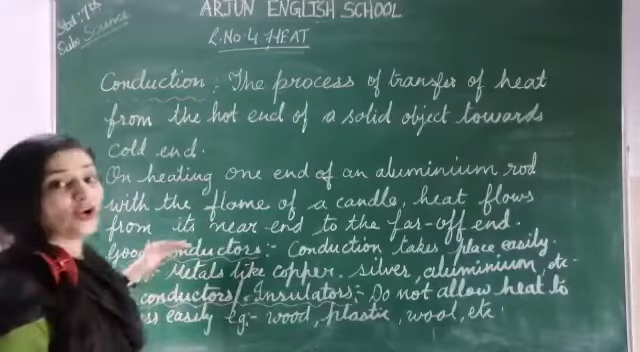 Std:-7th
Sub:- Science
ARJUN ENGLISH SCHOOL
L.No.4 HEAT
Conduction : The process of transfer of heat
from the hot end of a solid object towards
cold end.
On heating one end of an aluminium rod
with the flame of a candle, heat flows
from its near end to the far-off end.
Good conductors:- Conduction takes place easily.
Metals like copper, silver, aluminium, etc.
conductors/Insulators:- Do not allow heat to
easily eg:- wood, plastic, wool, etc